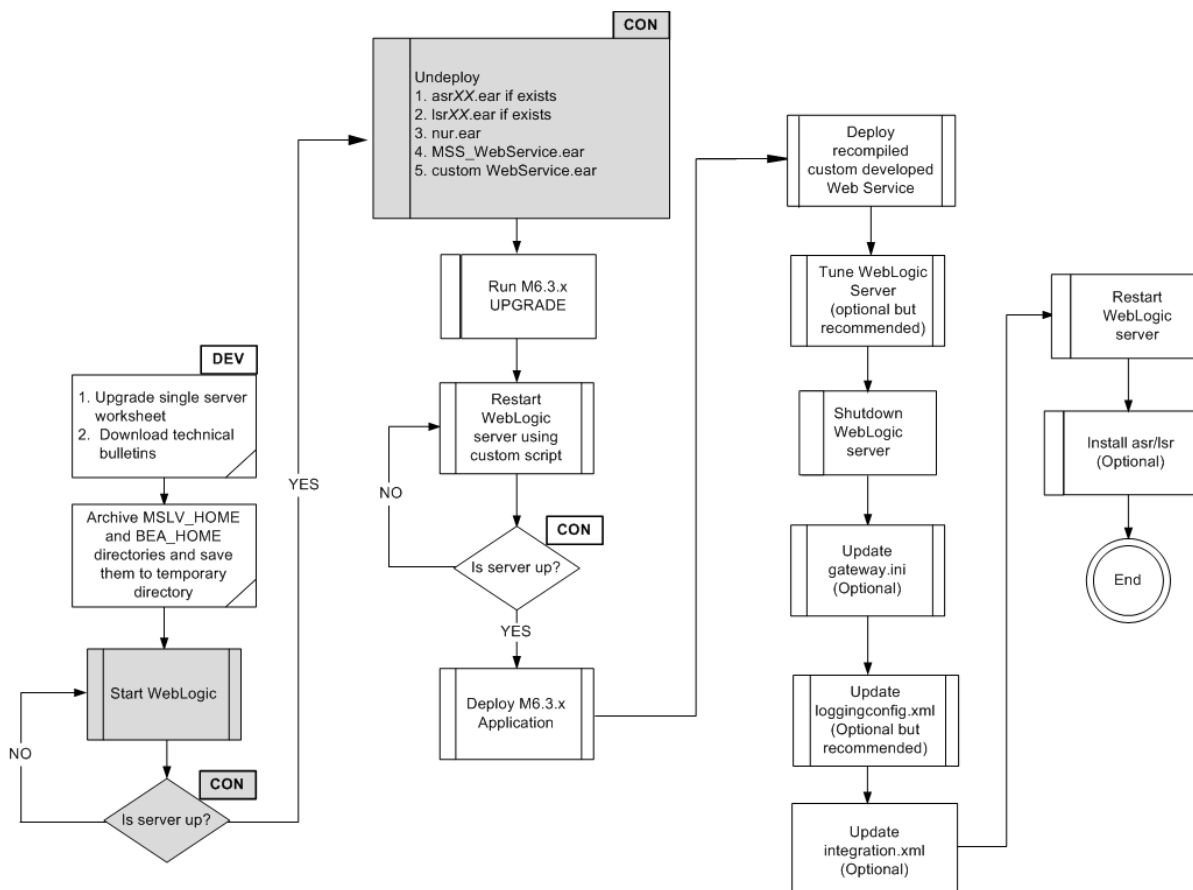 DEV
1. Upgrade single server
worksheet
2. Download technical
bulletins
Archive MSLV_HOME
and BEA_HOME
directories and save
them to temporary
directory
Start WebLogic
NO
CON
Is server up?
YES
CON
Undeploy
1. asrXX.ear if exists
2. lsrXX.ear if exists
3. nur.ear
4. MSS_WebService.ear
5. custom WebService.ear
Run M6.3.x
UPGRADE
Restart
WebLogic
server using
custom script
NO
CON
Is server up?
YES
Deploy M6.3.x
Application
Deploy
recompiled
custom developed
Web Service
Tune WebLogic
Server
(optional but
recommended)
Shutdown
WebLogic
server
Update
gateway.ini
(Optional)
Update
loggingconfig.xml
(Optional but
recommended)
Update
integration.xml
(Optional)
Restart
WebLogic
server
Install asr/lsr
(Optional)
End